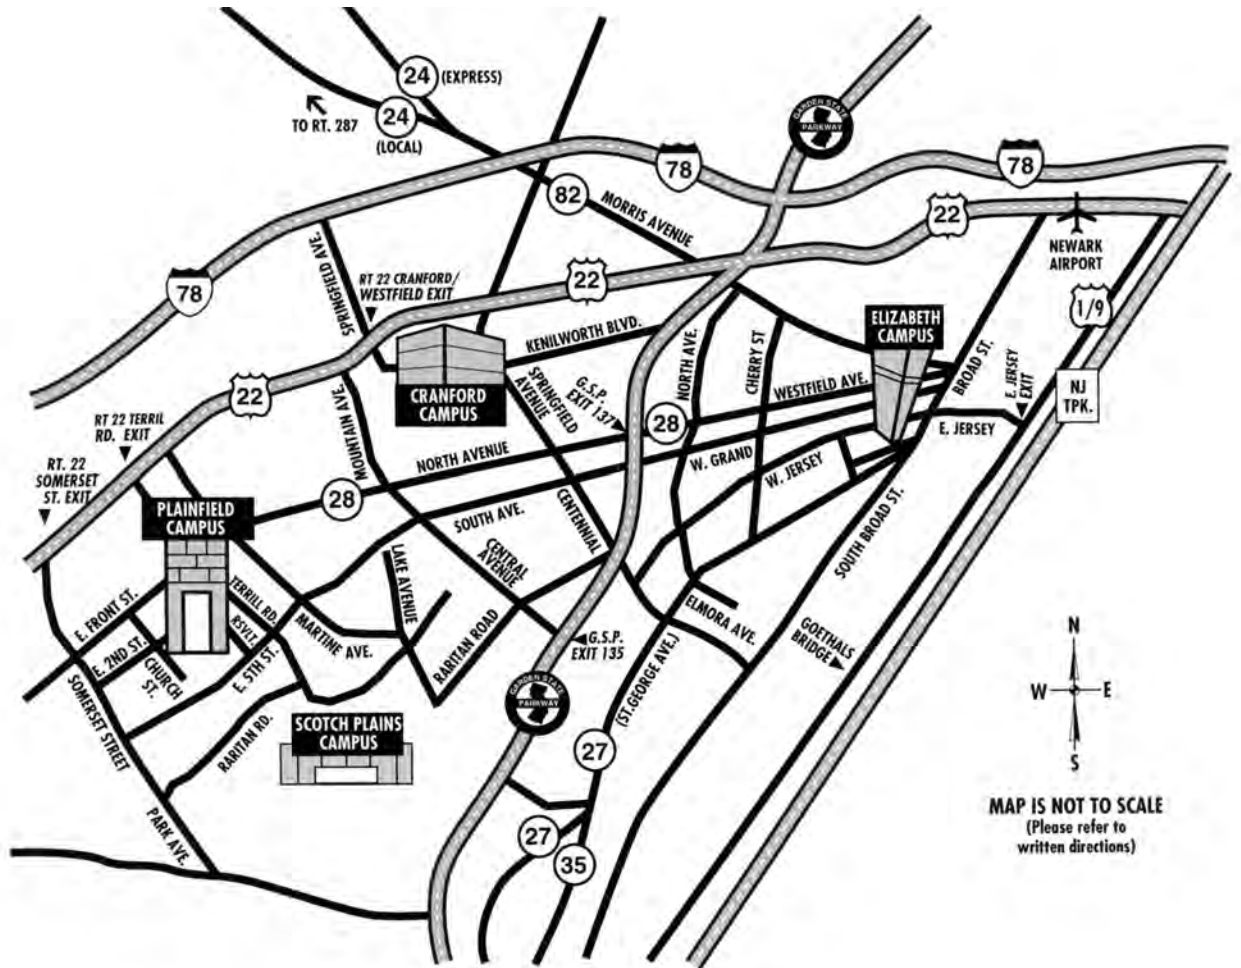 24
(EXPRESS)
TO RT. 287
24
(LOCAL)
GARDEN STATE
PARKWAY
78
78
82
MORRIS AVENUE
22
NEWARK
AIRPORT
78
SPRINGFIELD AVE.
RT 22 CRANFORD/
WESTFIELD EXIT
22
1/9
KENILWORTH BLVD.
ELIZABETH
CAMPUS
CRANFORD
CAMPUS
SPRINGFIELD
AVENUE
G.S.P.
EXIT 137
NORTH AVE.
CHERRY ST
WESTFIELD AVE.
BROAD ST.
E. JERSEY
EXIT
NJ
TPK.
22
RT 22 TERRIL
RD. EXIT
MOUNTAIN AVE.
28
E. JERSEY
RT. 22
SOMERSET
ST. EXIT
NORTH AVENUE
W. GRAND
W. JERSEY
28
PLAINFIELD
CAMPUS
SOUTH AVE.
CENTENNIAL
SOUTH BROAD ST.
LAKE AVENUE
CENTRAL
AVENUE
E. FRONT ST.
TERRILL RD.
RSVLT.
MARTINE AVE.
RARITAN ROAD
G.S.P.
EXIT 135
ELMORA AVE.
GOETHALS
BRIDGE
E. 2ND ST.
CHURCH
ST.
E. 5TH ST.
SOMERSET STREET
RARITAN RD.
SCOTCH PLAINS
CAMPUS
GARDEN STATE
PARKWAY
(ST.GEORGE AVE.)
27
N
W
E
S
PARK AVE.
27
35
MAP IS NOT TO SCALE
(Please refer to
written directions)